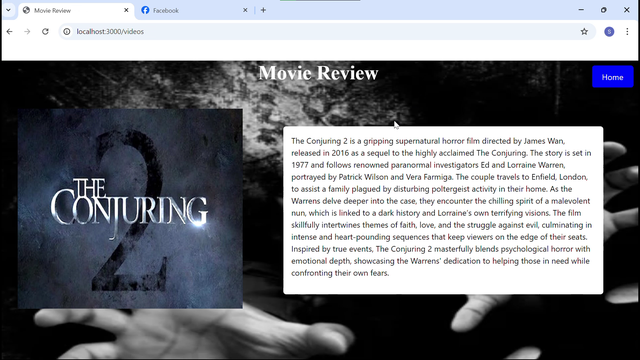 Movie Review
Facebook
localhost:3000/videos
S
Movie Review
Home
2
THE
CONJURING
The Conjuring 2 is a gripping supernatural horror film directed by James Wan,
released in 2016 as a sequel to the highly acclaimed The Conjuring. The story is set in
1977 and follows renowned paranormal investigators Ed and Lorraine Warren,
portrayed by Patrick Wilson and Vera Farmiga. The couple travels to Enfield, London,
to assist a family plagued by disturbing poltergeist activity in their home. As the
Warrens delve deeper into the case, they encounter the chilling spirit of a malevolent
nun, which is linked to a dark history and Lorraine's own terrifying visions. The film
skillfully intertwines themes of faith, love, and the struggle against evil, culminating in
intense and heart-pounding sequences that keep viewers on the edge of their seats.
Inspired by true events, The Conjuring 2 masterfully blends psychological horror with
emotional depth, showcasing the Warrens' dedication to helping those in need while
confronting their own fears.